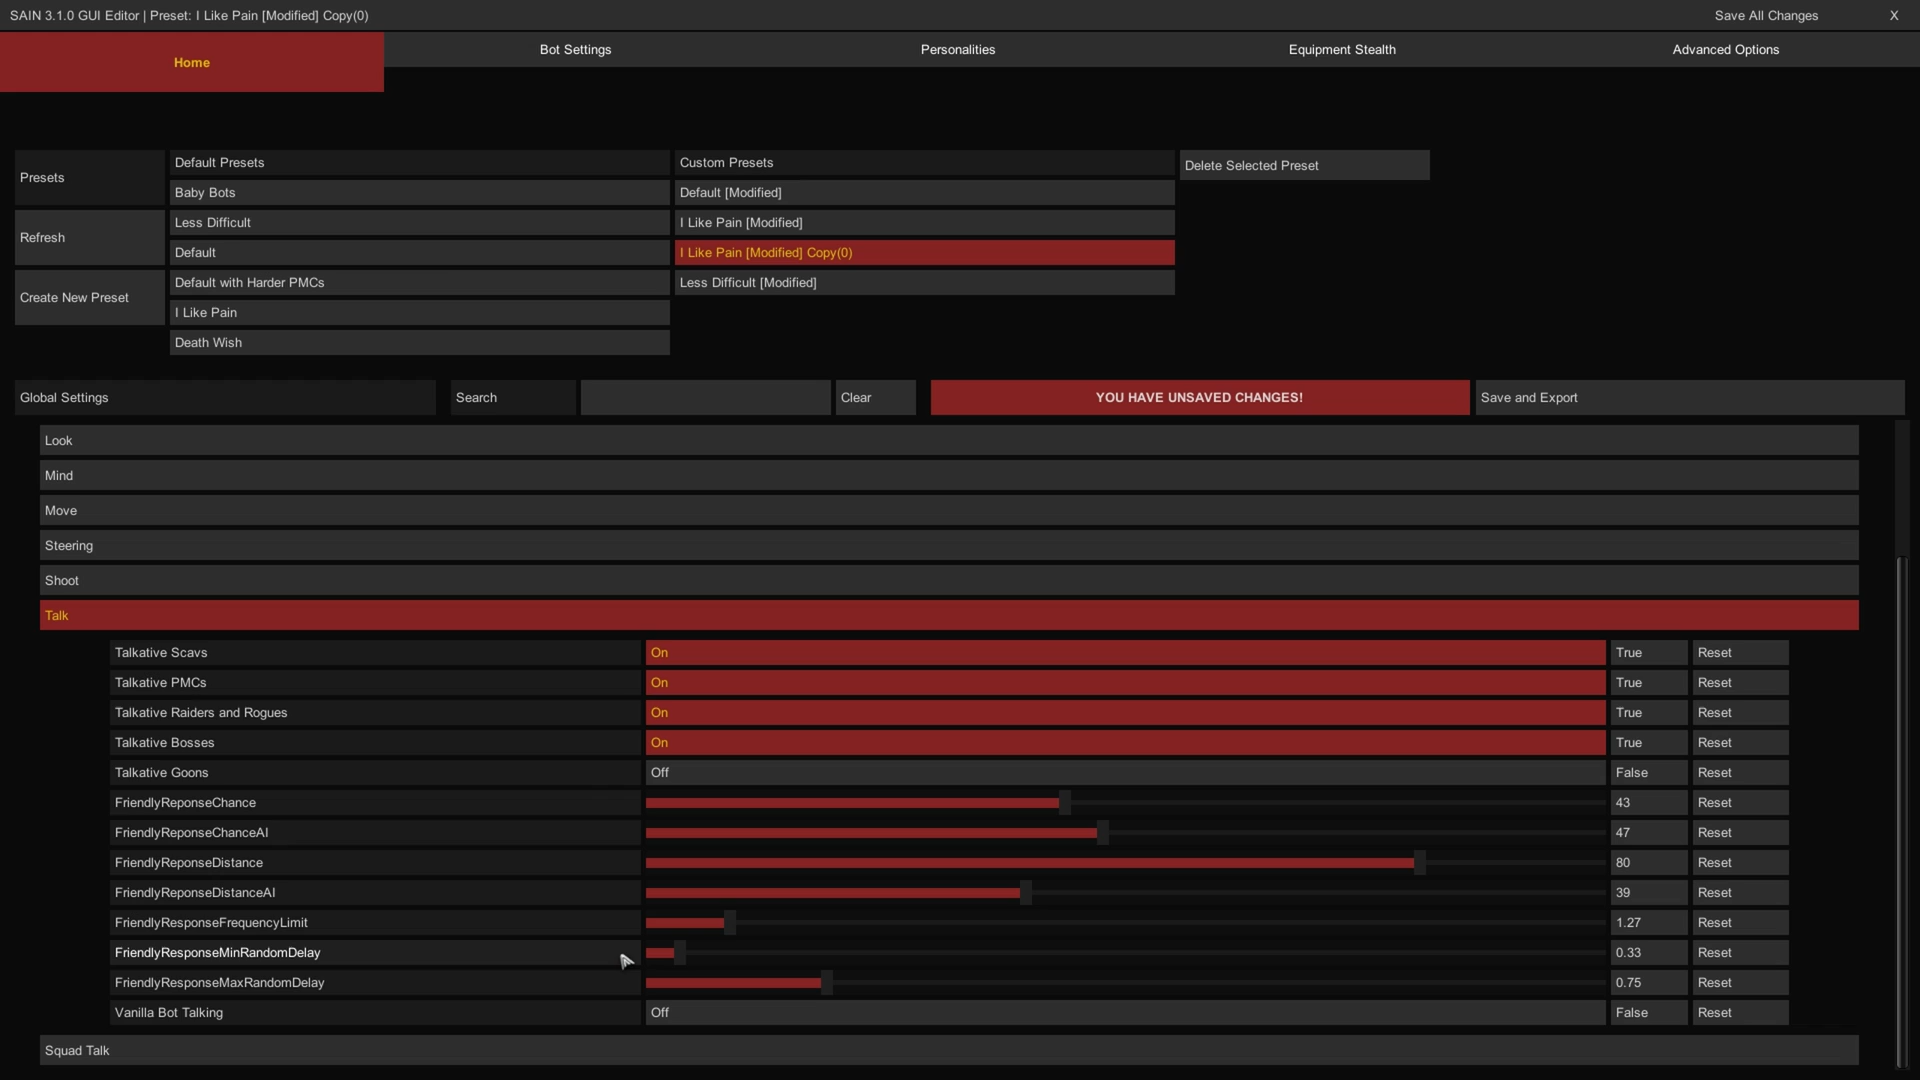 SAIN 3.1.0 GUI Editor | Preset: I Like Pain [Modified] Copy(0)
Save All Changes
X
Home
Bot Settings
Personalities
Equipment Stealth
Advanced Options
Presets
Refresh
Create New Preset
Default Presets
Baby Bots
Less Difficult
Default
Default with Harder PMCs
I Like Pain
Death Wish
Custom Presets
Default [Modified]
I Like Pain [Modified]
I Like Pain [Modified] Copy(0)
Less Difficult [Modified]
Delete Selected Preset
Global Settings
Search
Clear
YOU HAVE UNSAVED CHANGES!
Save and Export
Look
Mind
Move
Steering
Shoot
Talk
Talkative Scavs On True Reset
Talkative PMCs On True Reset
Talkative Raiders and Rogues On True Reset
Talkative Bosses On True Reset
Talkative Goons Off False Reset
FriendlyReponseChance 43 Reset
FriendlyReponseChanceAI 47 Reset
FriendlyReponseDistance 80 Reset
FriendlyReponseDistanceAI 39 Reset
FriendlyResponseFrequencyLimit 1.27 Reset
FriendlyResponseMinRandomDelay 0.33 Reset
FriendlyResponseMaxRandomDelay 0.75 Reset
Vanilla Bot Talking Off False Reset
Squad Talk